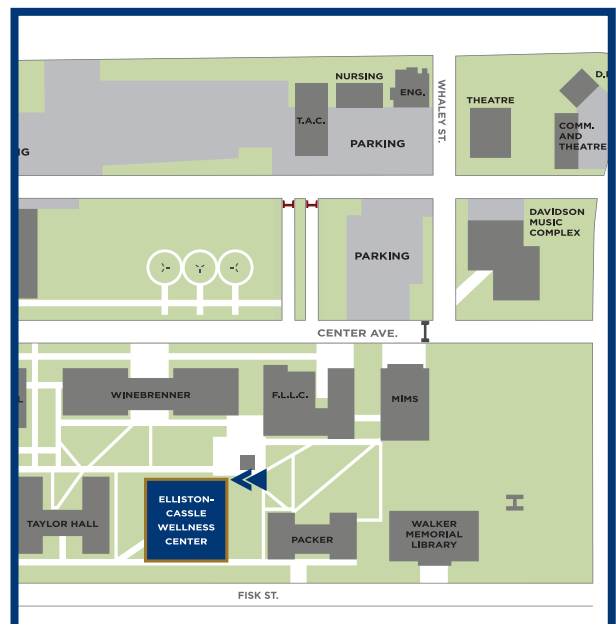 NURSING
ENG.
WHALEY ST.
THEATRE
T.A.C.
COMM.
AND
THEATRE
PARKING
DAVIDSON
MUSIC
COMPLEX
PARKING
CENTER AVE.
WINEBRENNER
F.L.L.C.
MIMS
ELLISTON-
CASSLE
WELLNESS
CENTER
TAYLOR HALL
PACKER
WALKER
MEMORIAL
LIBRARY
FISK ST.